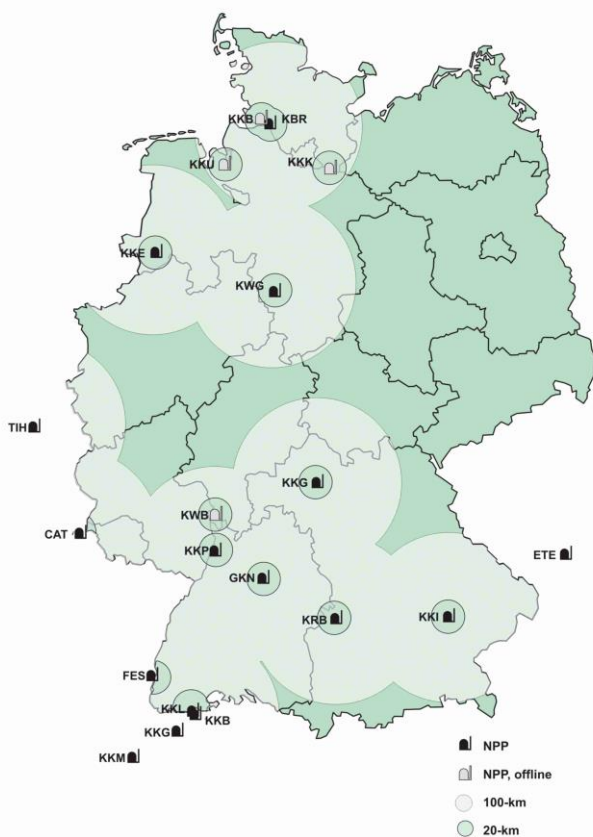 KKB KBR
KKU KKK
KKE
KWG
TIH
KKG
KWB
CAT
KKP
ETE
GKN
KRB KKI
FES
KKL
KKB
KKG
KKM
NPP
NPP, offline
100-km
20-km